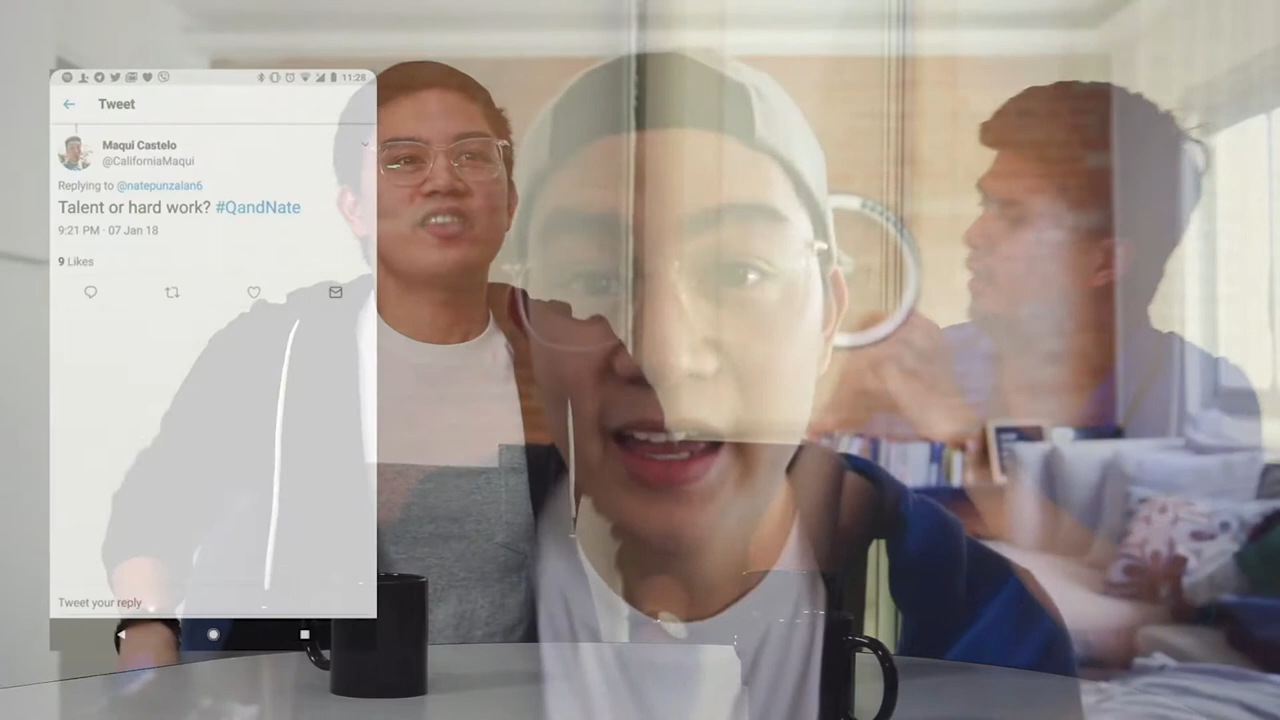 11:28
Tweet
Maqui Castelo
@CaliforniaMaqui
Replying to @natepunzalan6
Talent or hard work? #QandNate
9:21 PM · 07 Jan 18
9 Likes
Tweet your reply